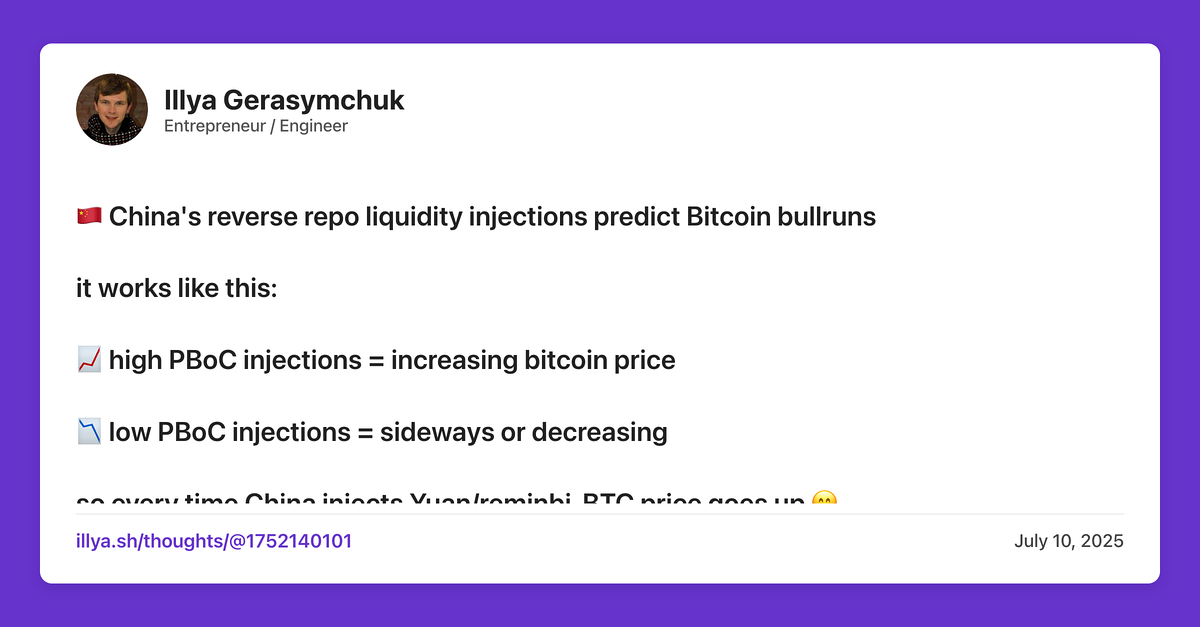 Illya Gerasymchuk
Entrepreneur / Engineer
🇨🇳 China's reverse repo liquidity injections predict Bitcoin bullruns
it works like this:
📈 high PBoC injections = increasing bitcoin price
📉 low PBoC injections = sideways or decreasing
so every time China injects Yuan/reminbi, BTC price goes up 😁
illya.sh/thoughts/@1752140101
July 10, 2025